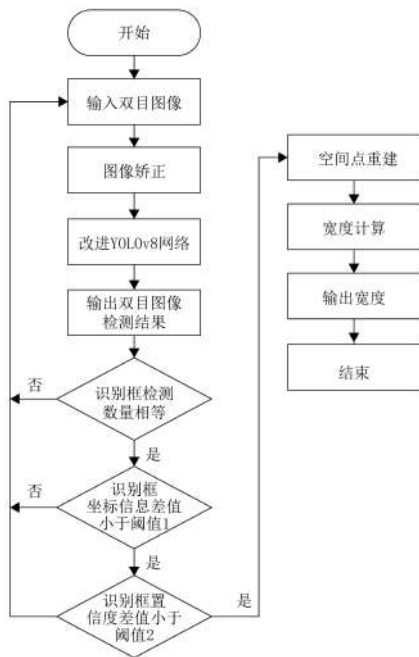 开始
输入双目图像
图像矫正
改进YOLOv8网络
输出双目图像
检测结果
否
识别框检测
数量相等
是
否
识别框
坐标信息差值
小于阈值1
是
识别框置
信度差值小于
阈值2
是
空间点重建
宽度计算
输出宽度
结束